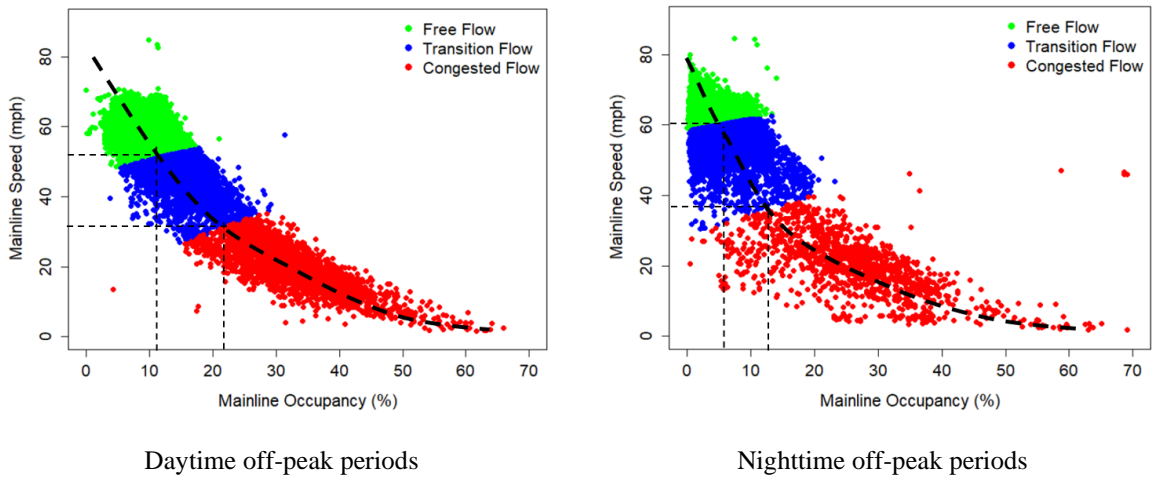 Free Flow
Transition Flow
Congested Flow
Mainline Speed (mph)
80
60
40
20
0
0 10 20 30 40 50 60 70
Mainline Occupancy (%)
Daytime off-peak periods
Free Flow
Transition Flow
Congested Flow
Mainline Speed (mph)
80
60
40
20
0
0 10 20 30 40 50 60 70
Mainline Occupancy (%)
Nighttime off-peak periods